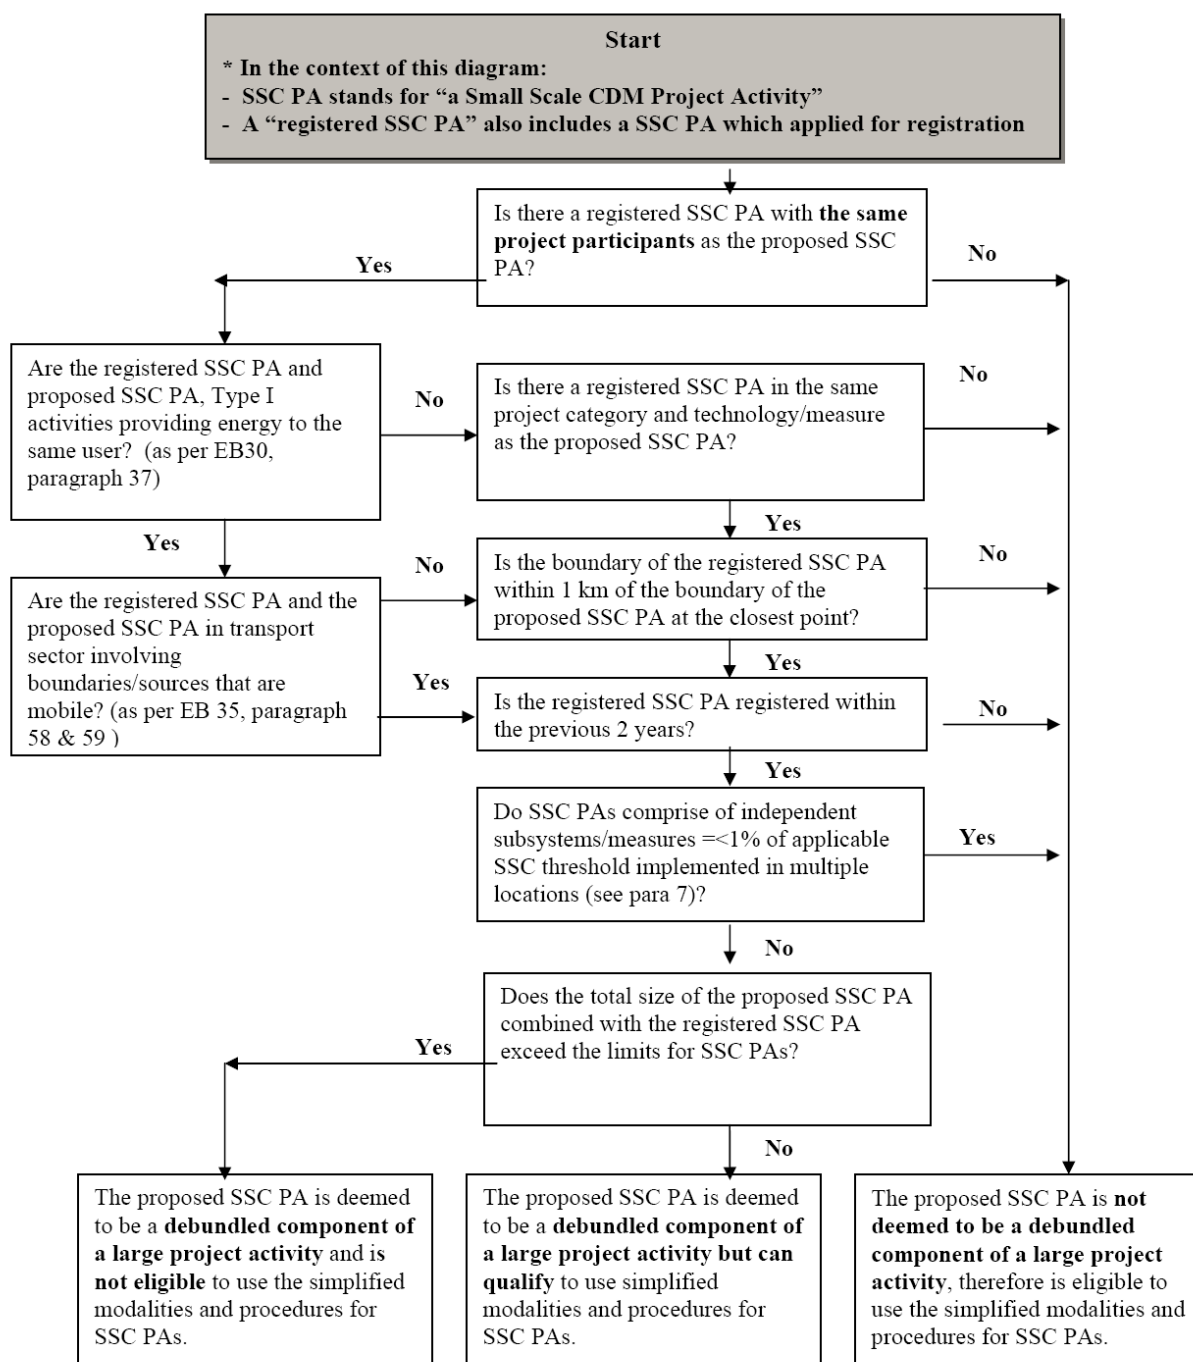 Start
* In the context of this diagram:
- SSC PA stands for “a Small Scale CDM Project Activity”
- A “registered SSC PA” also includes a SSC PA which applied for registration
Is there a registered SSC PA with the same
project participants as the proposed SSC
PA?
Yes
No
Are the registered SSC PA and
proposed SSC PA, Type I
activities providing energy to the
same user? (as per EB30,
paragraph 37)
No
Is there a registered SSC PA in the same
project category and technology/measure
as the proposed SSC PA?
No
Yes
Yes
Are the registered SSC PA and the
proposed SSC PA in transport
sector involving
boundaries/sources that are
mobile? (as per EB 35, paragraph
58 & 59 )
No
Is the boundary of the registered SSC PA
within 1 km of the boundary of the
proposed SSC PA at the closest point?
No
Yes
Yes
Is the registered SSC PA registered within
the previous 2 years?
No
Yes
Do SSC PAs comprise of independent
subsystems/measures =<1% of applicable
SSC threshold implemented in multiple
locations (see para 7)?
Yes
No
Does the total size of the proposed SSC PA
combined with the registered SSC PA
exceed the limits for SSC PAs?
Yes
No
The proposed SSC PA is deemed
to be a debundled component of
a large project activity and is
not eligible to use the simplified
modalities and procedures for
SSC PAs.
The proposed SSC PA is deemed
to be a debundled component of
a large project activity but can
qualify to use simplified
modalities and procedures for
SSC PAs.
The proposed SSC PA is not
deemed to be a debundled
component of a large project
activity, therefore is eligible to
use the simplified modalities and
procedures for SSC PAs.